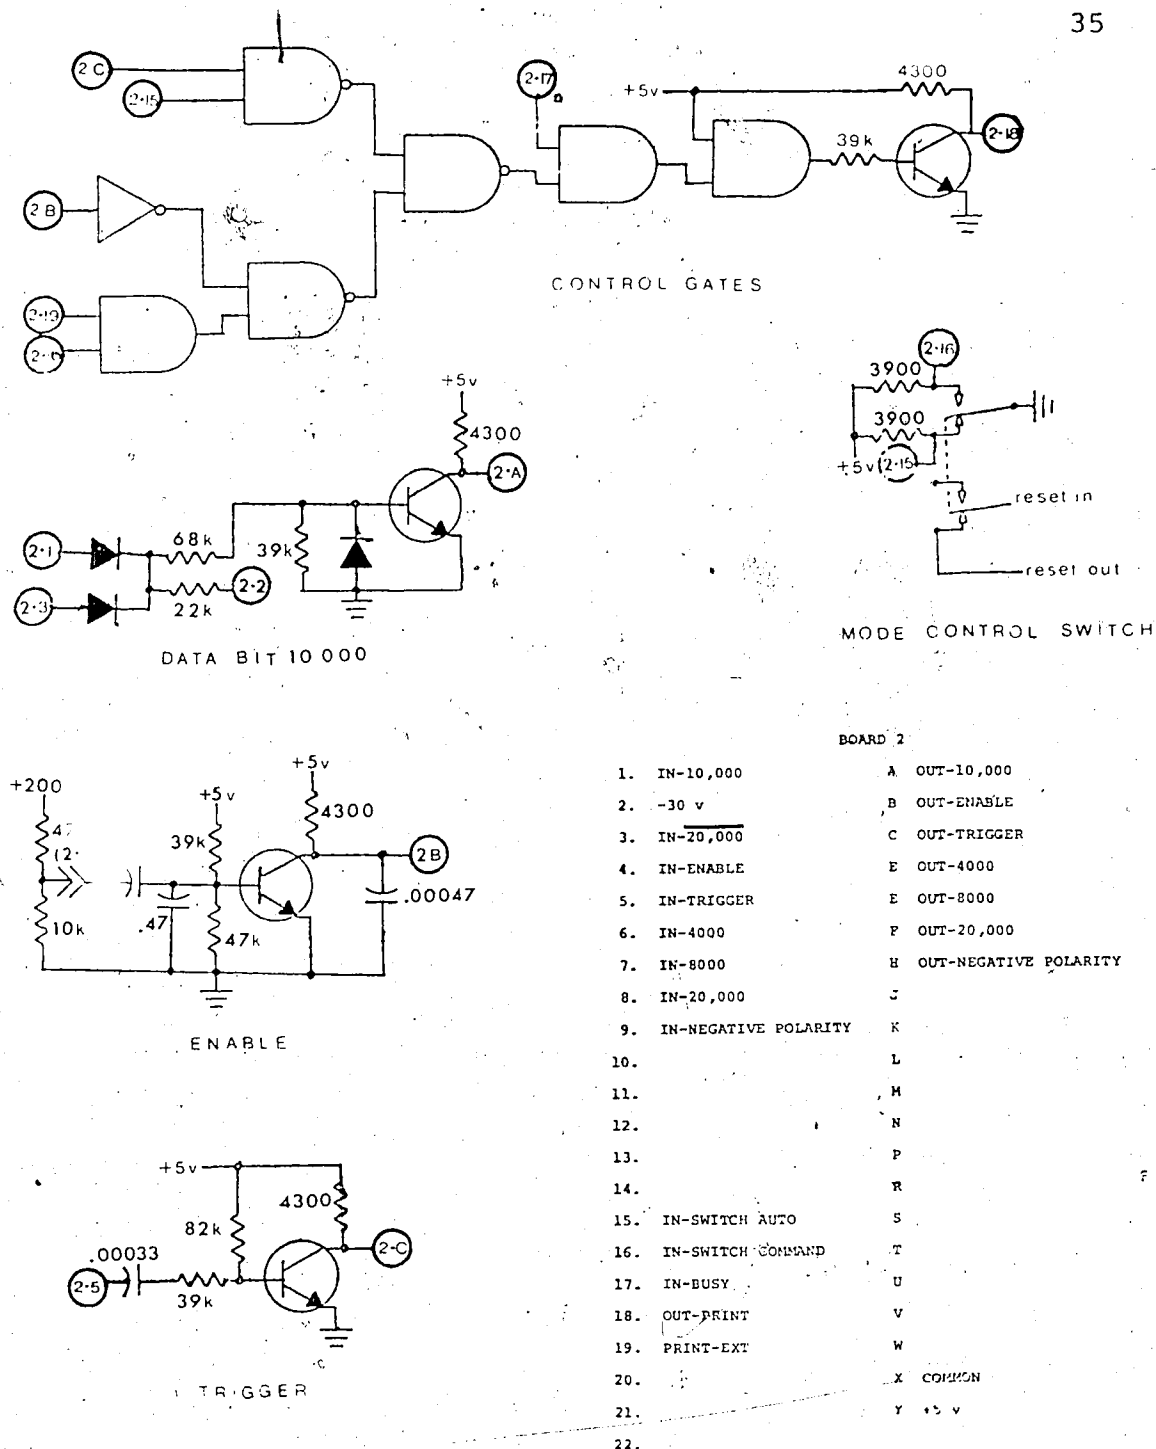 35
2C
2-15
2-17
+5v
4300
39k
2-18
2B
2-19
CONTROL GATES
2-16
3900
3900
+5v
2-15
reset in
reset out
MODE CONTROL SWITCH
+5v
4300
2-A
2-1
68k
39k
2-2
2-3
22k
DATA BIT 10 000
+200
+5v
+5v
4300
39k
2B
10k
.47
47k
.00047
ENABLE
+5v
4300
82k
.00033
2-C
2-5
39k
TRIGGER
BOARD 2
1. IN-10,000 A OUT-10,000
2. -30 v B OUT-ENABLE
3. IN-20,000 C OUT-TRIGGER
4. IN-ENABLE E OUT-4000
5. IN-TRIGGER E OUT-8000
6. IN-4000 F OUT-20,000
7. IN-8000 H OUT-NEGATIVE POLARITY
8. IN-20,000 J
9. IN-NEGATIVE POLARITY K
10. L
11. M
12. N
13. P
14. R
15. IN-SWITCH AUTO S
16. IN-SWITCH COMMAND T
17. IN-BUSY U
18. OUT-PRINT V
19. PRINT-EXT W
20. X COMMON
21. Y +5 v
22.